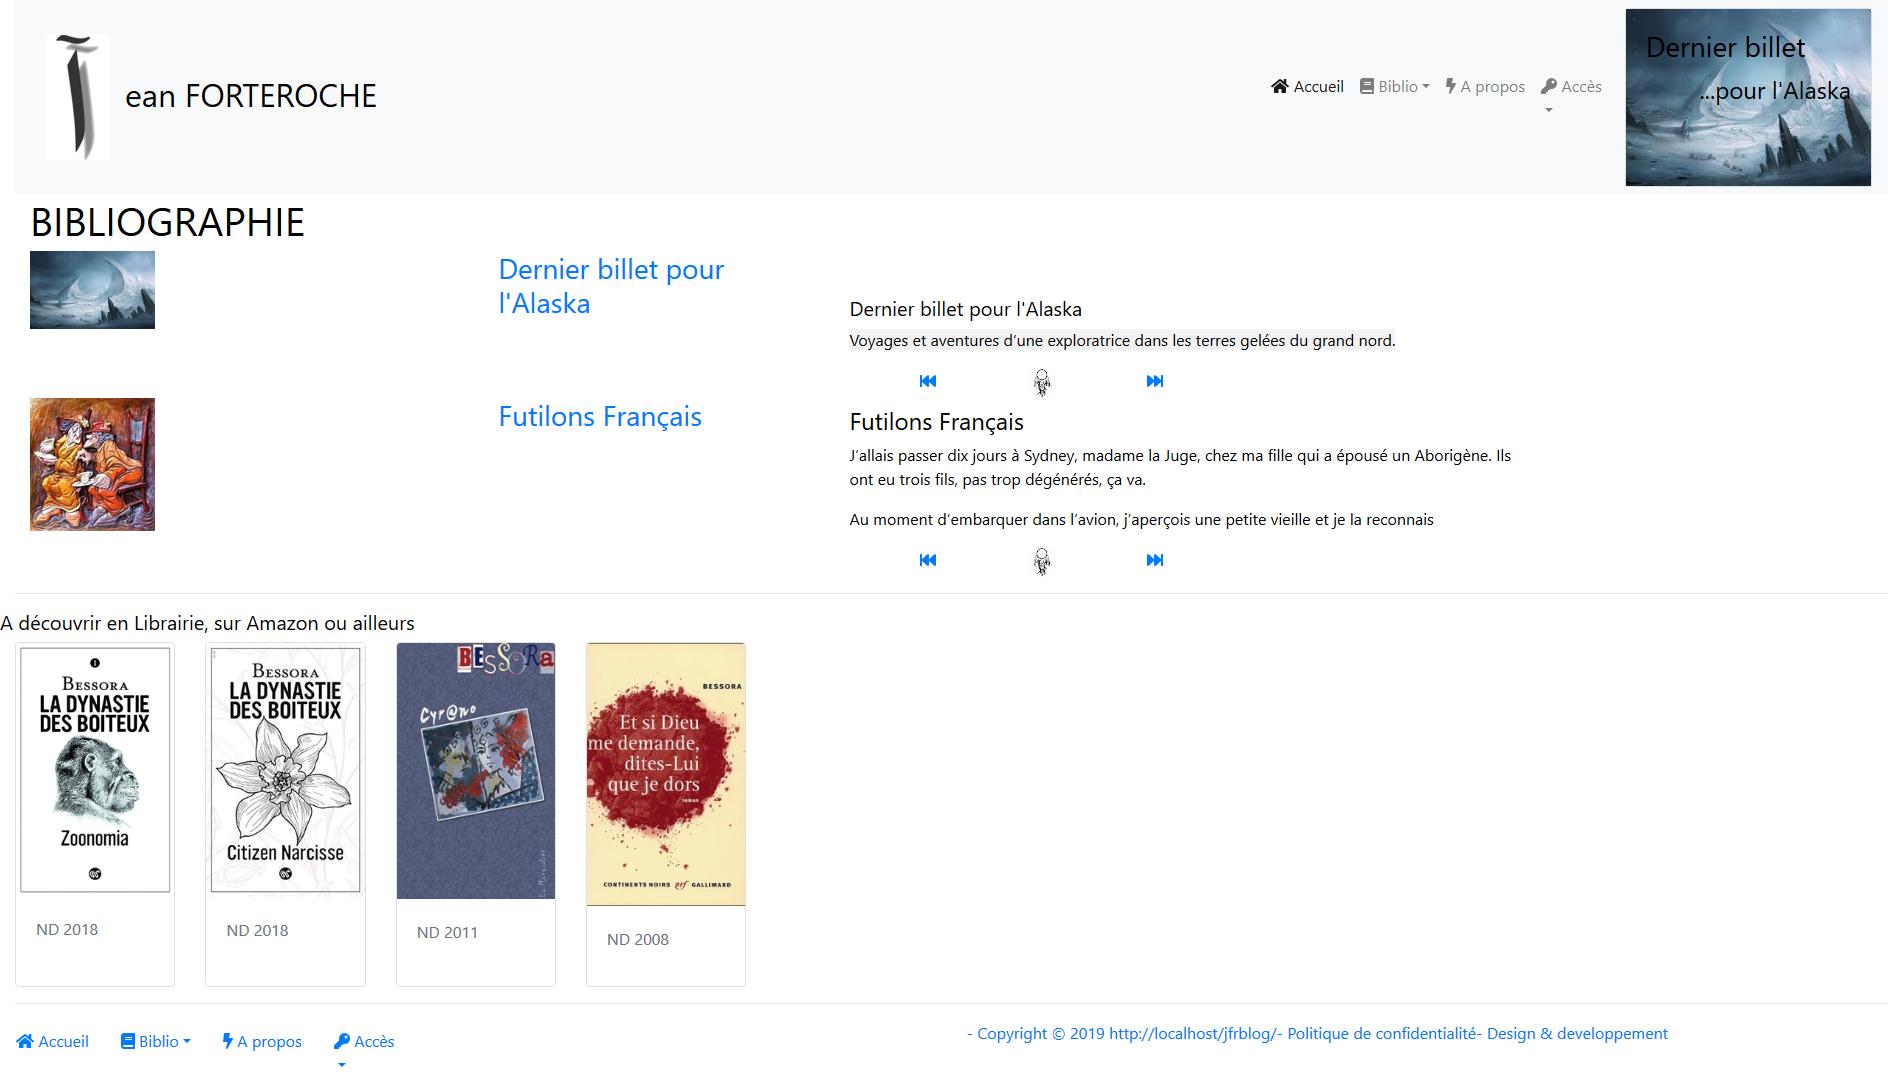 ean FORTEROCHE
Accueil
Biblio
A propos
Accès
Dernier billet
...pour l'Alaska
BIBLIOGRAPHIE
Dernier billet pour
l'Alaska
Dernier billet pour l'Alaska
Voyages et aventures d’une exploratrice dans les terres gelées du grand nord.
Futilons Français
Futilons Français
J’allais passer dix jours à Sydney, madame la Juge, chez ma fille qui a épousé un Aborigène. Ils
ont eu trois fils, pas trop dégénérés, ça va.
Au moment d’embarquer dans l’avion, j’aperçois une petite vieille et je la reconnais
A découvrir en Librairie, sur Amazon ou ailleurs
I
BESSORA
LA DYNASTIE
DES BOITEUX
Zoonomia
ND 2018
BESSORA
LA DYNASTIE
DES BOITEUX
Citizen Narcisse
ND 2018
BESSORa
Cyr@no
ND 2011
BESSORA
Et si Dieu
me demande,
dites-Lui
que je dors
roman
CONTINENTS NOIRS nrf GALLIMARD
ND 2008
Accueil
Biblio
A propos
Accès
- Copyright © 2019 http://localhost/jfrblog/- Politique de confidentialité- Design & developpement